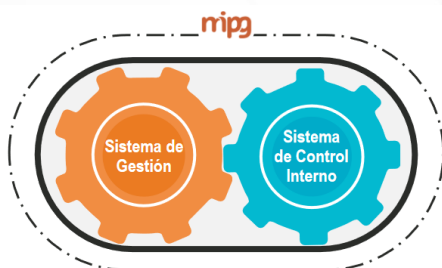 mipg
Sistema de
Gestión
Sistema
de Control
Interno